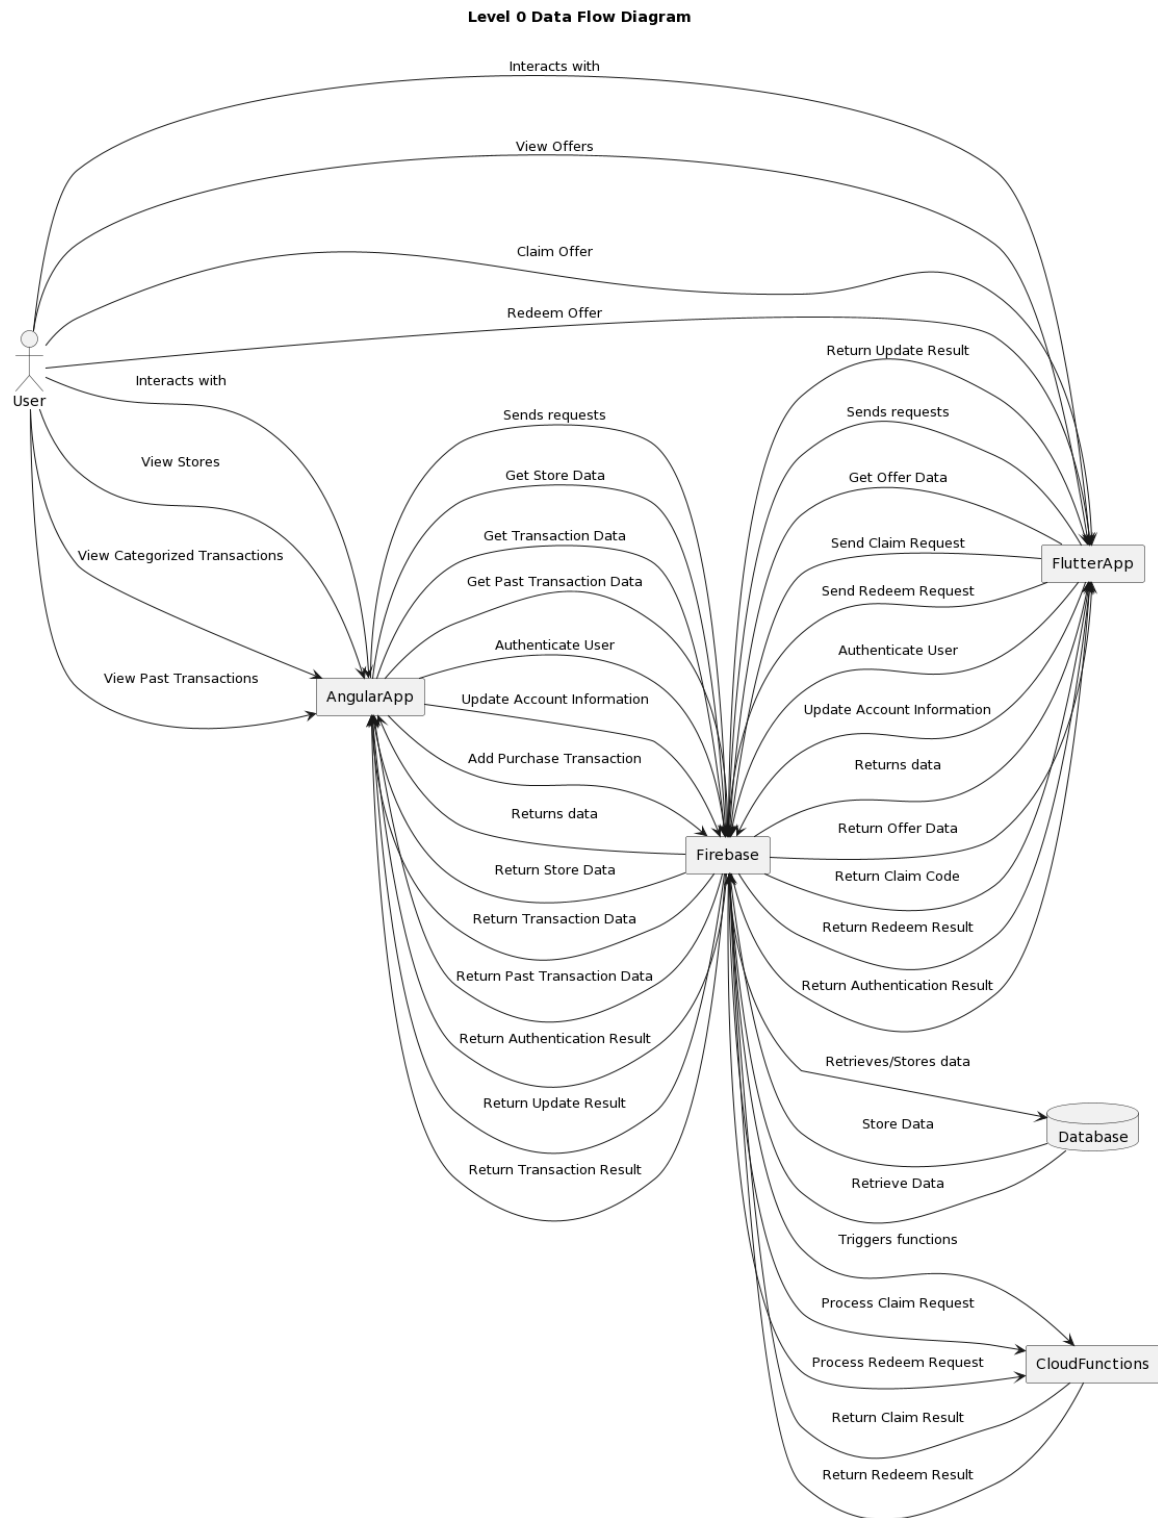 Level 0 Data Flow Diagram
Interacts with
View Offers
Claim Offer
Redeem Offer
User
Interacts with
View Stores
View Categorized Transactions
View Past Transactions
AngularApp
Sends requests
Get Store Data
Get Transaction Data
Get Past Transaction Data
Authenticate User
Update Account Information
Add Purchase Transaction
Returns data
Return Store Data
Return Transaction Data
Return Past Transaction Data
Return Authentication Result
Return Update Result
Return Transaction Result
Firebase
Return Update Result
Sends requests
Get Offer Data
Send Claim Request
Send Redeem Request
Authenticate User
Update Account Information
Returns data
Return Offer Data
Return Claim Code
Return Redeem Result
Return Authentication Result
FlutterApp
Retrieves/Stores data
Store Data
Retrieve Data
Database
Triggers functions
Process Claim Request
Process Redeem Request
Return Claim Result
Return Redeem Result
CloudFunctions